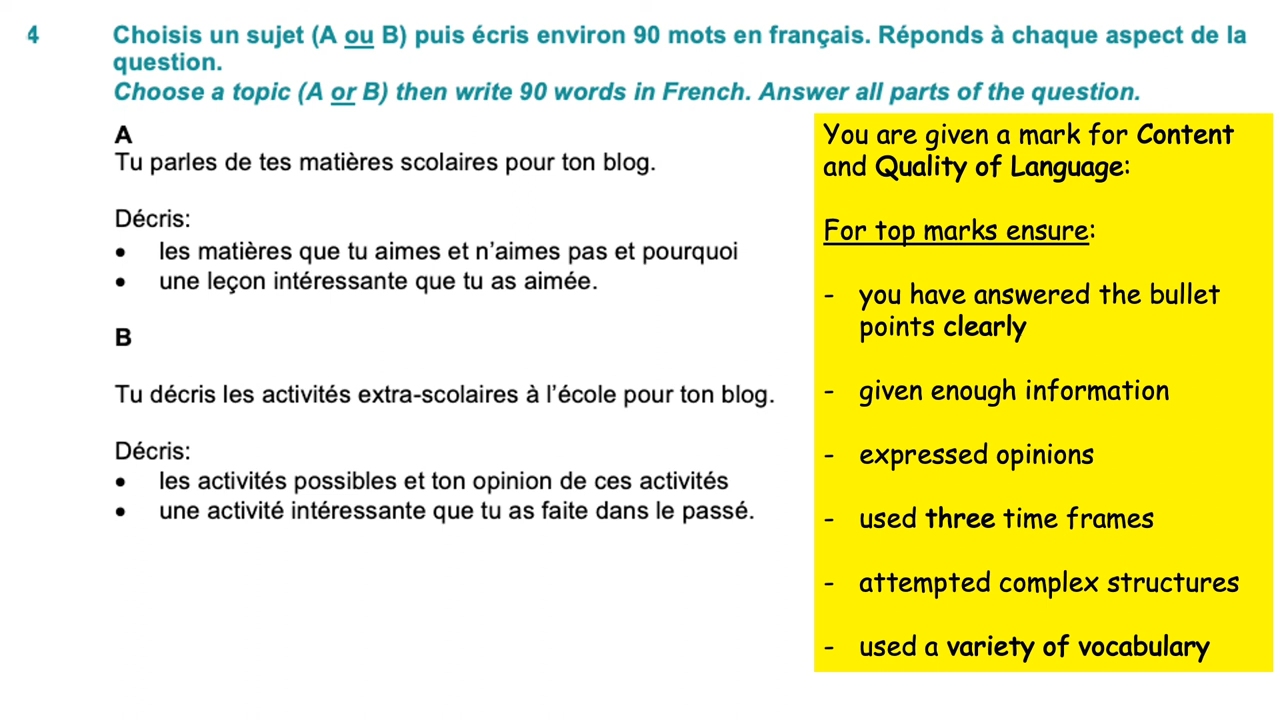 4
Choisis un sujet (A ou B) puis écris environ 90 mots en français. Réponds à chaque aspect de la
question.
Choose a topic (A or B) then write 90 words in French. Answer all parts of the question.
A
Tu parles de tes matières scolaires pour ton blog.
Décris:
• les matières que tu aimes et n'aimes pas et pourquoi
• une leçon intéressante que tu as aimée.
B
Tu décris les activités extra-scolaires à l'école pour ton blog.
Décris:
• les activités possibles et ton opinion de ces activités
• une activité intéressante que tu as faite dans le passé.
You are given a mark for Content
and Quality of Language:
For top marks ensure:
- you have answered the bullet
points clearly
- given enough information
- expressed opinions
- used three time frames
- attempted complex structures
- used a variety of vocabulary